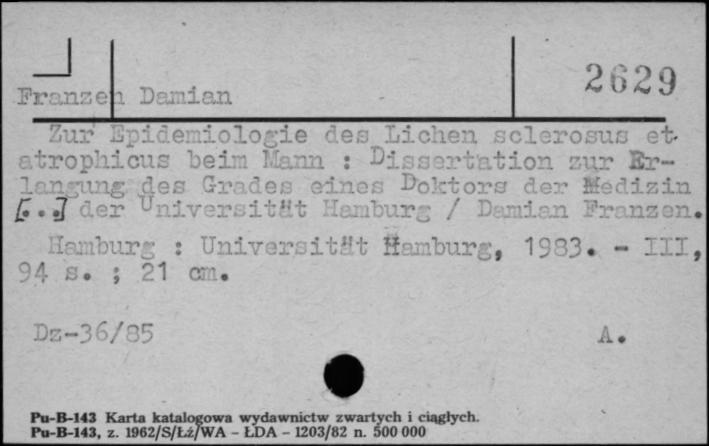 2629
Franzen Damian
Zur Epidemiologie des Lichen sclerosus et
atrophicus beim Mann : Dissertation zur Er-
langung des Grades eines Doktors der Medizin
[...] der Universität Hamburg / Damian Franzen.
Hamburg : Universität Hamburg, 1983. - III,
94 s. ; 21 cm.
Dz-36/85 A.
Pu-B-143 Karta katalogowa wydawnictw zwartych i ciągłych.
Pu-B-143, z. 1962/S/Łź/WA - ŁDA - 1203/82 n. 500 000